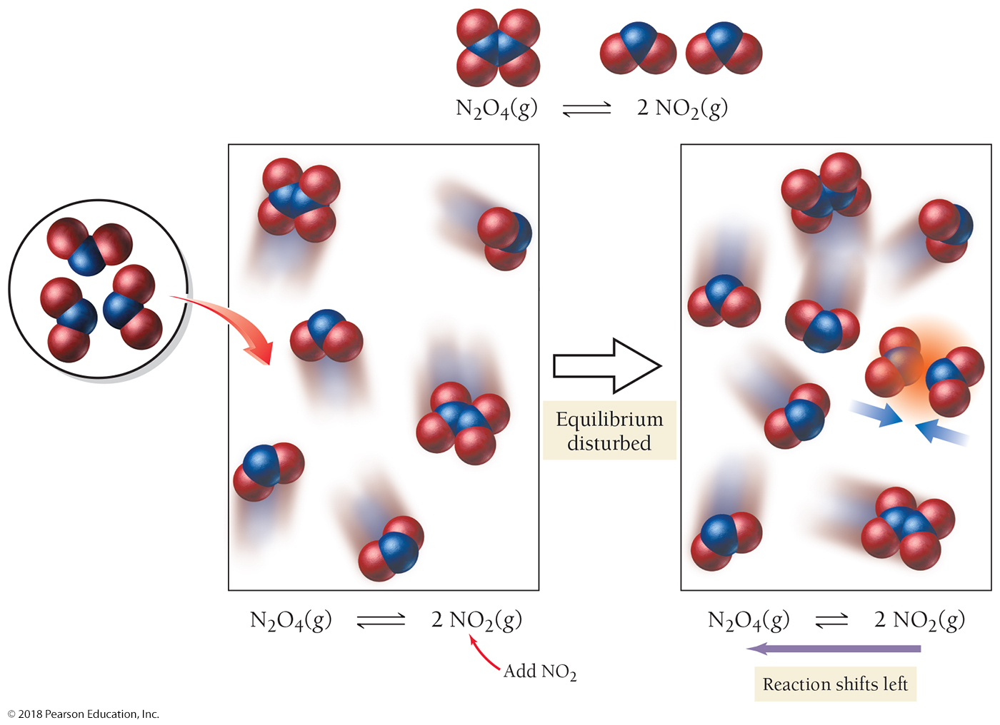 N₂O₄(g) ⇌ 2 NO₂(g)
Equilibrium
disturbed
N₂O₄(g) ⇌ 2 NO₂(g)
Add NO₂
N₂O₄(g) ⇌ 2 NO₂(g)
Reaction shifts left
© 2018 Pearson Education, Inc.